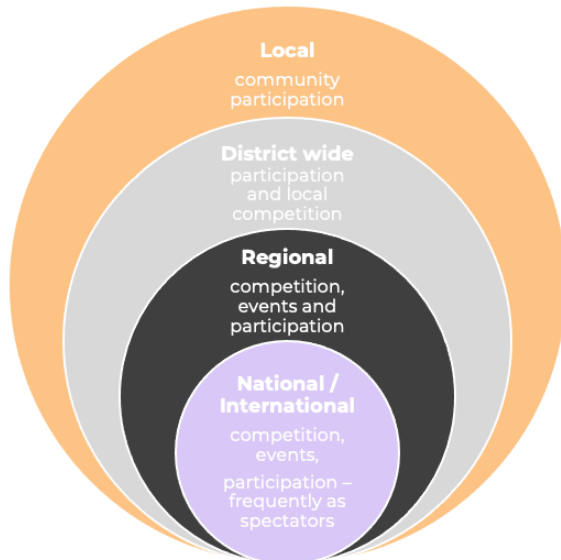 Local
community
participation
District wide
participation
and local
competition
Regional
competition,
events and
participation
National /
International
competition,
events,
participation –
frequently as
spectators